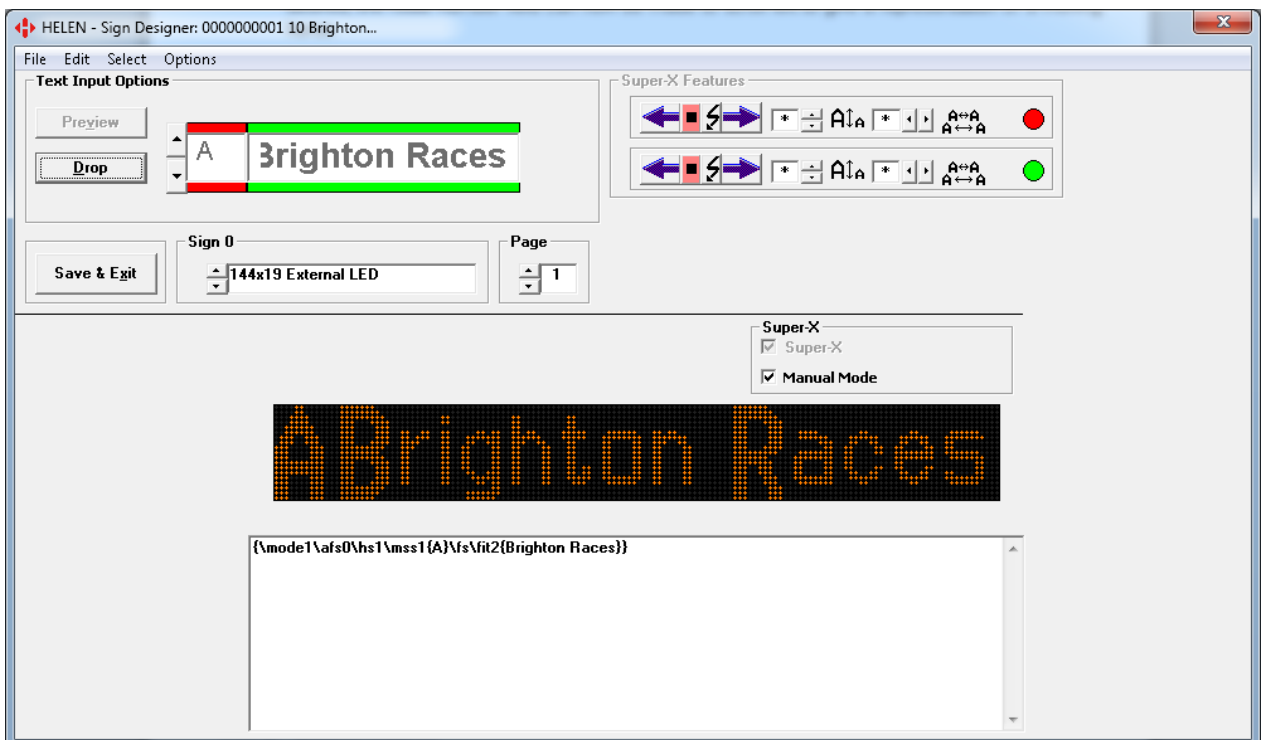 HELEN - Sign Designer: 0000000001 10 Brighton...
File Edit Select Options
Text Input Options
Super-X Features
Preview
Drop
A
Brighton Races
* A A * A A A A
* A A * A A A A
Save & Exit
Sign 0
144x19 External LED
Page
1
Super-X
Super-X
Manual Mode
ABrighton Races
{\mode1\afs0\hs1\mss1{A}\fs\fit2{Brighton Races}}